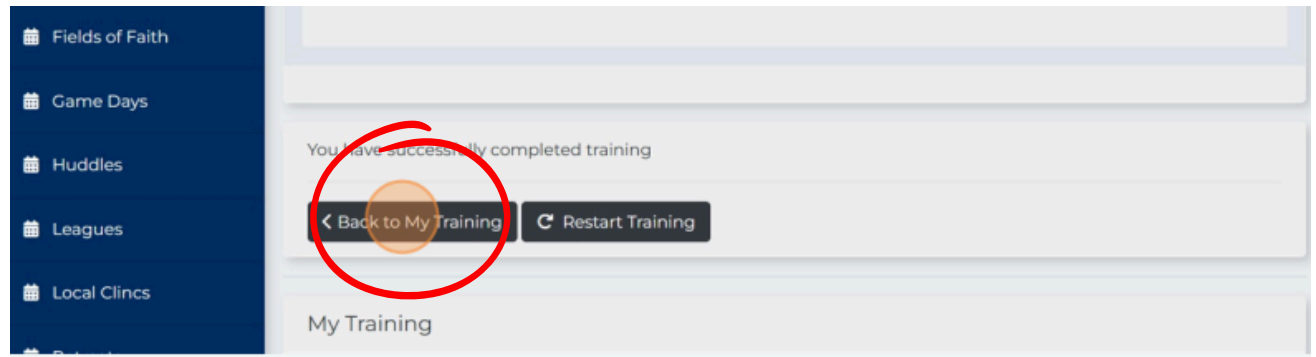 Fields of Faith
Game Days
Huddles
Leagues
Local Clincs
You have successfully completed training
Back to My Training
Restart Training
My Training